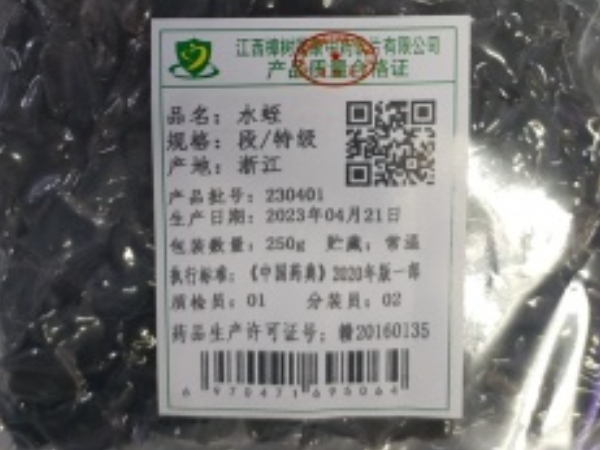 江西樟树中药饮片有限公司
产品质量合格证
品名：水蛭
规格：段/特级
产地：浙江
产品批号：230401
生产日期：2023年04月21日
包装数量：250g 贮藏：常温
执行标准：《中国药典》2020年版一部
质检员：01 分装员：02
药品生产许可证号：赣20160135
6970471695064